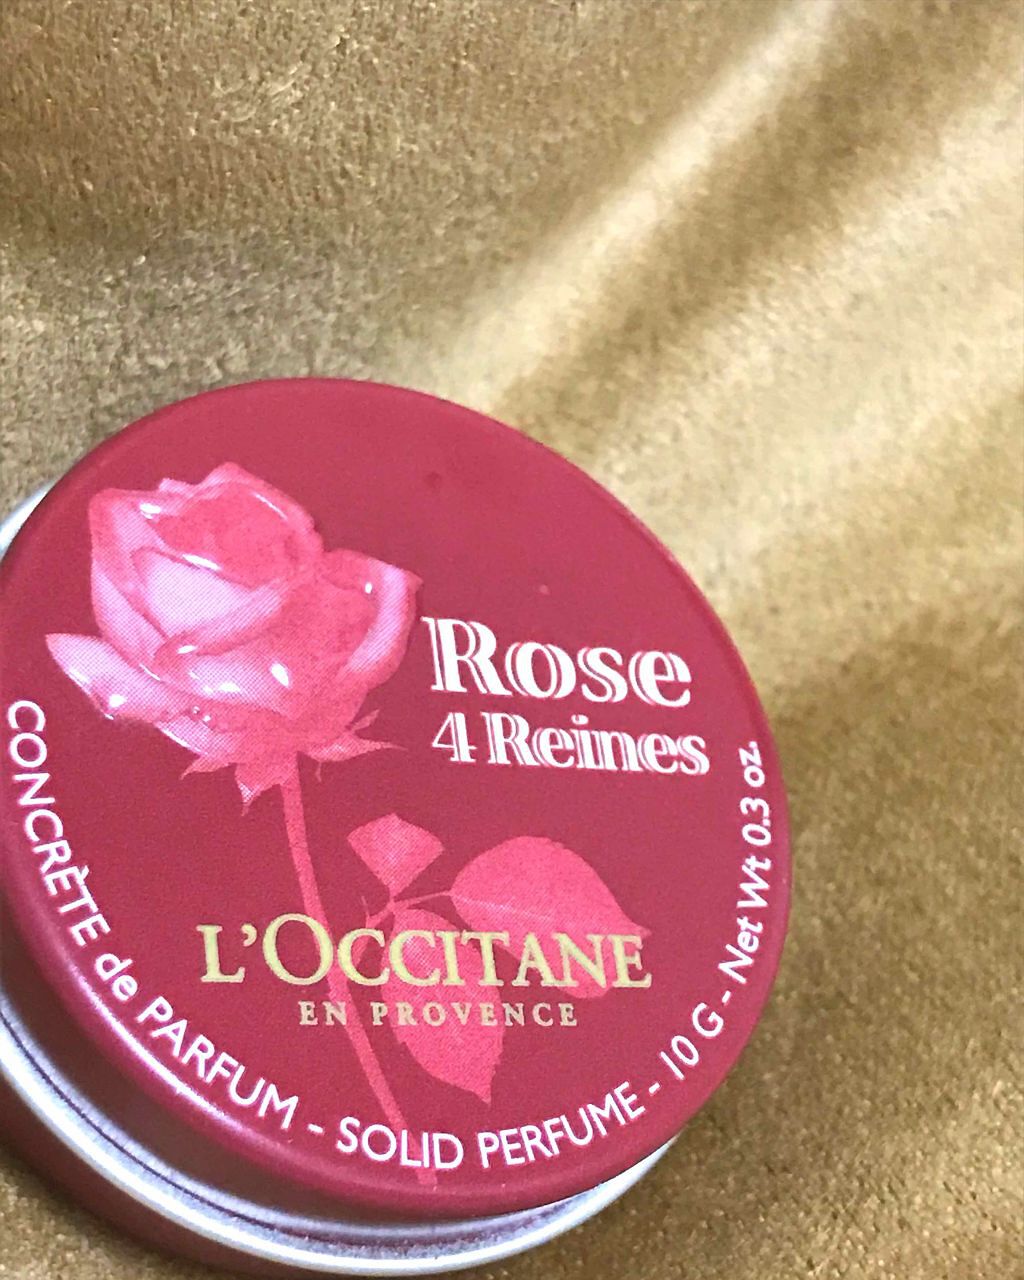 Rose
4 Reines
L'OCCITANE
EN PROVENCE
CONCRÈTE de PARFUM - SOLID PERFUME - 10 G - Net Wt 0.3 oz